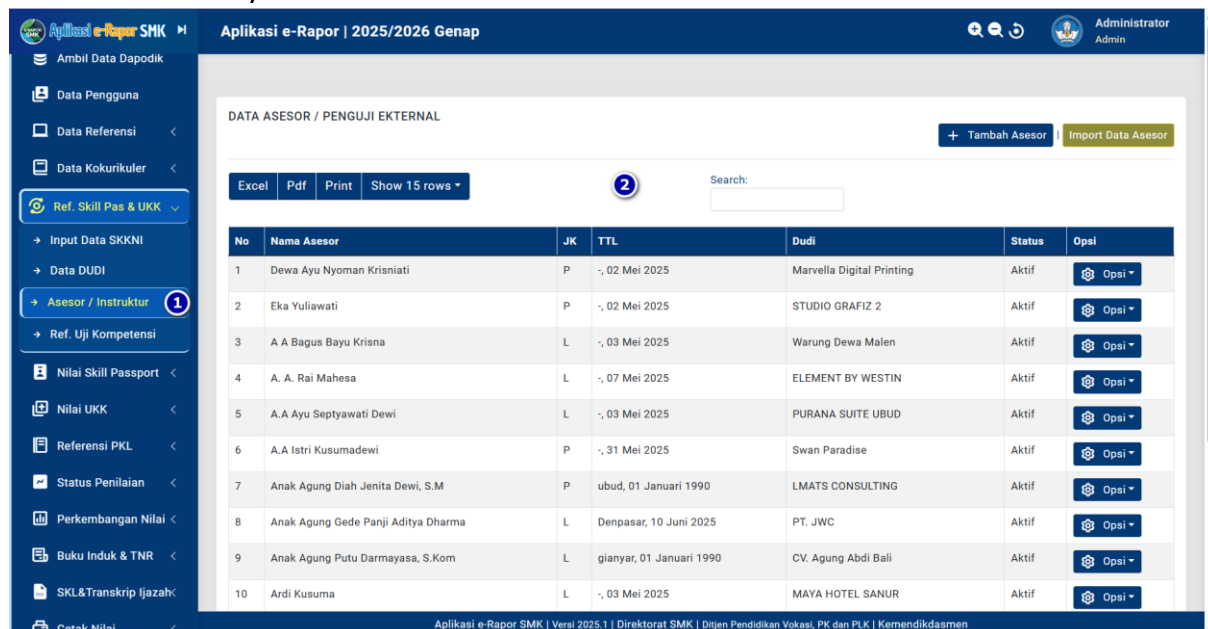 Aplikasi e-Rapor SMK
Aplikasi e-Rapor | 2025/2026 Genap
Administrator
Admin
Ambil Data Dapodik
Data Pengguna
Data Referensi
Data Kokurikuler
Ref. Skill Pas & UKK
Input Data SKKNI
Data DUDI
Asesor / Instruktur 1
Ref. Uji Kompetensi
Nilai Skill Passport
Nilai UKK
Referensi PKL
Status Penilaian
Perkembangan Nilai
Buku Induk & TNR
SKL&Transkrip Ijazah
Cetak Nilai
DATA ASESOR / PENGUJI EKTERNAL
+ Tambah Asesor | Import Data Asesor
Excel Pdf Print Show 15 rows 2 Search:
No Nama Asesor JK TTL Dudi Status Opsi
1 Dewa Ayu Nyoman Krisniati P -, 02 Mei 2025 Marvella Digital Printing Aktif Opsi
2 Eka Yuliawati P -, 02 Mei 2025 STUDIO GRAFIZ 2 Aktif Opsi
3 A A Bagus Bayu Krisna L -, 03 Mei 2025 Warung Dewa Malen Aktif Opsi
4 A. A. Rai Mahesa L -, 07 Mei 2025 ELEMENT BY WESTIN Aktif Opsi
5 A.A Ayu Septyawati Dewi L -, 03 Mei 2025 PURANA SUITE UBUD Aktif Opsi
6 A.A Istri Kusumadewi P -, 31 Mei 2025 Swan Paradise Aktif Opsi
7 Anak Agung Diah Jenita Dewi, S.M P ubud, 01 Januari 1990 LMATS CONSULTING Aktif Opsi
8 Anak Agung Gede Panji Aditya Dharma L Denpasar, 10 Juni 2025 PT. JWC Aktif Opsi
9 Anak Agung Putu Darmayasa, S.Kom L gianyar, 01 Januari 1990 CV. Agung Abdi Bali Aktif Opsi
10 Ardi Kusuma L -, 03 Mei 2025 MAYA HOTEL SANUR Aktif Opsi
Aplikasi e-Rapor SMK | Versi 2025.1 | Direktorat SMK | Ditjen Pendidikan Vokasi, PK dan PLK | Kemendikdasmen